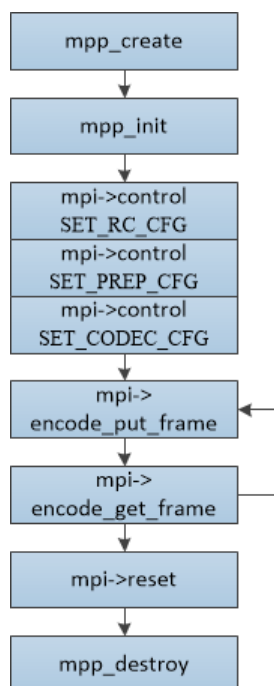 mpp_create
mpp_init
mpi->control
SET_RC_CFG
mpi->control
SET_PREP_CFG
mpi->control
SET_CODEC_CFG
mpi->
encode_put_frame
mpi->
encode_get_frame
mpi->reset
mpp_destroy